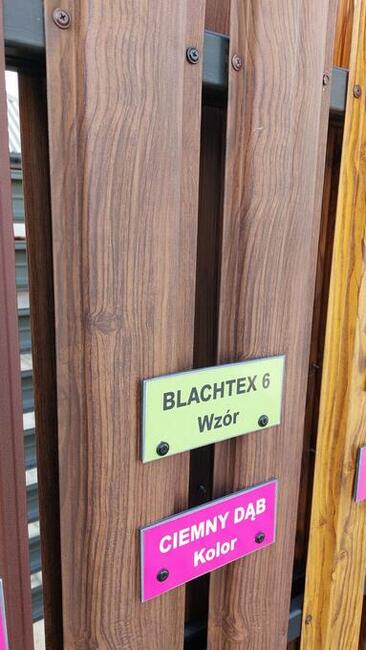 BLACHTEX 6
Wzór
CIEMNY DĄB
Kolor